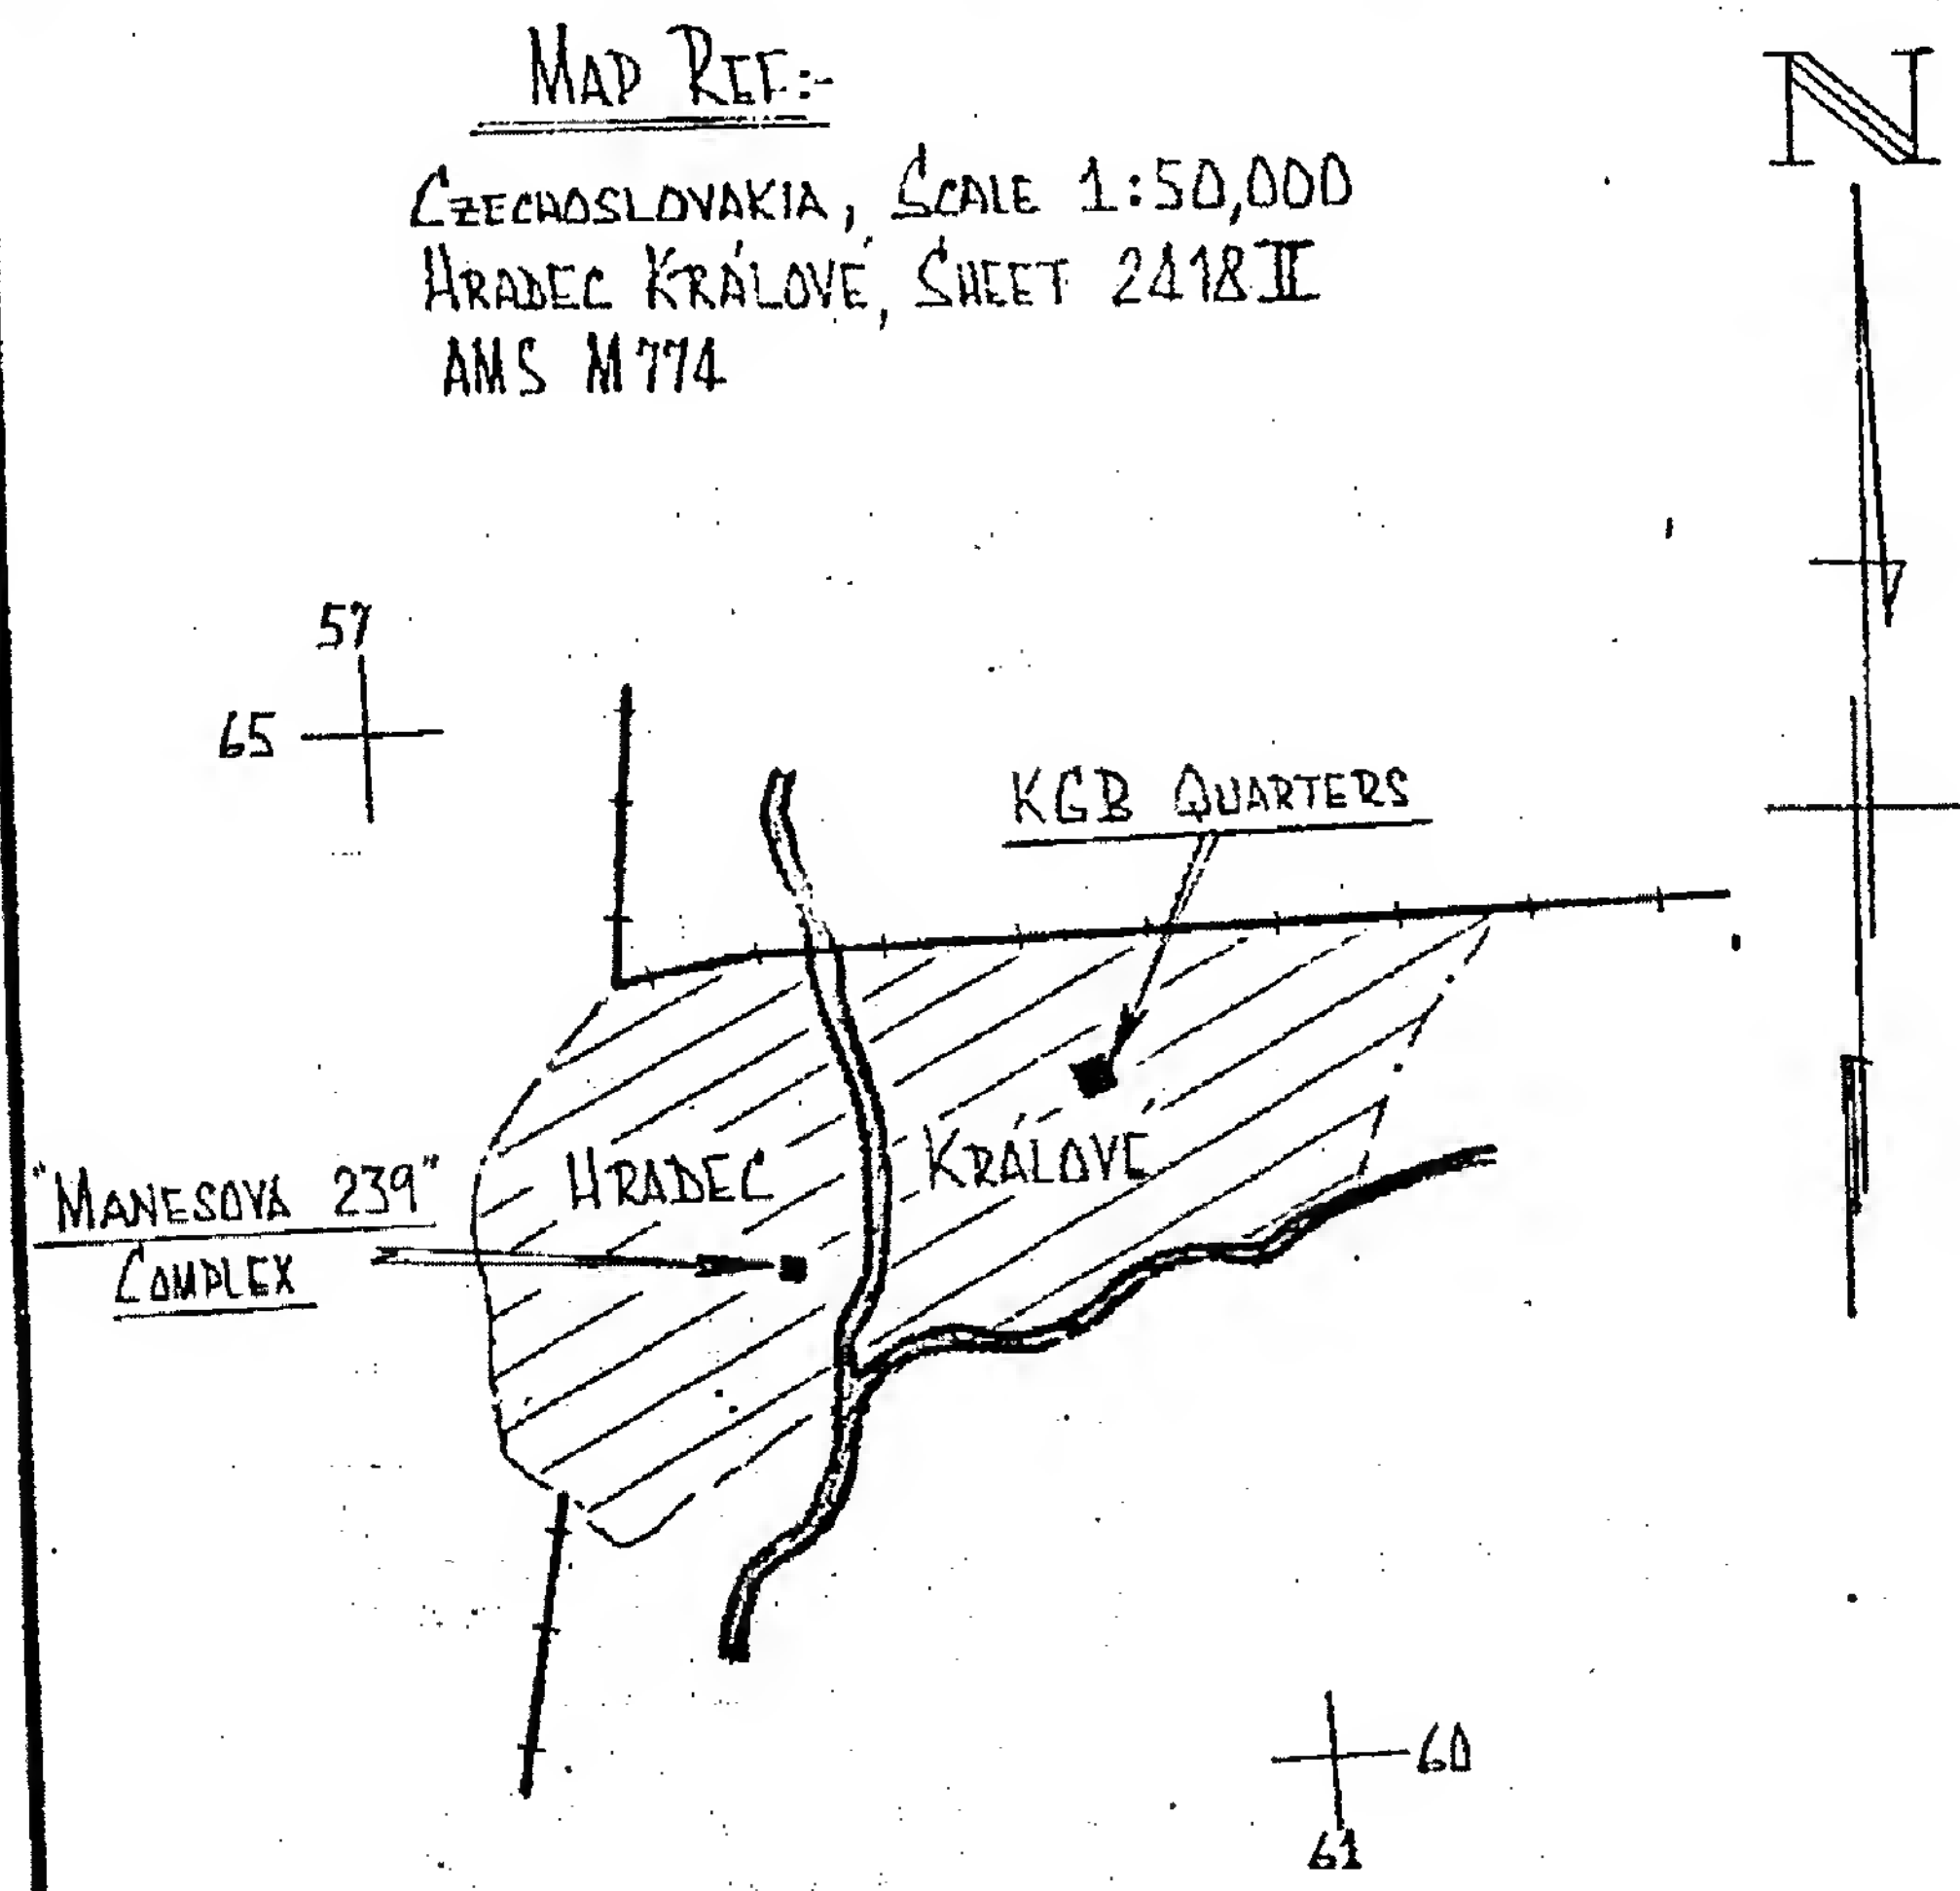 MAP REF:-
CZECHOSLOVAKIA, SCALE 1:50,000
HRADEC KRÁLOVÉ, SHEET 2418 II
AMS M774
N
57
65
KGB QUARTERS
"MANESOVA 239"
COMPLEX
HRADEC KRÁLOVE
60
61